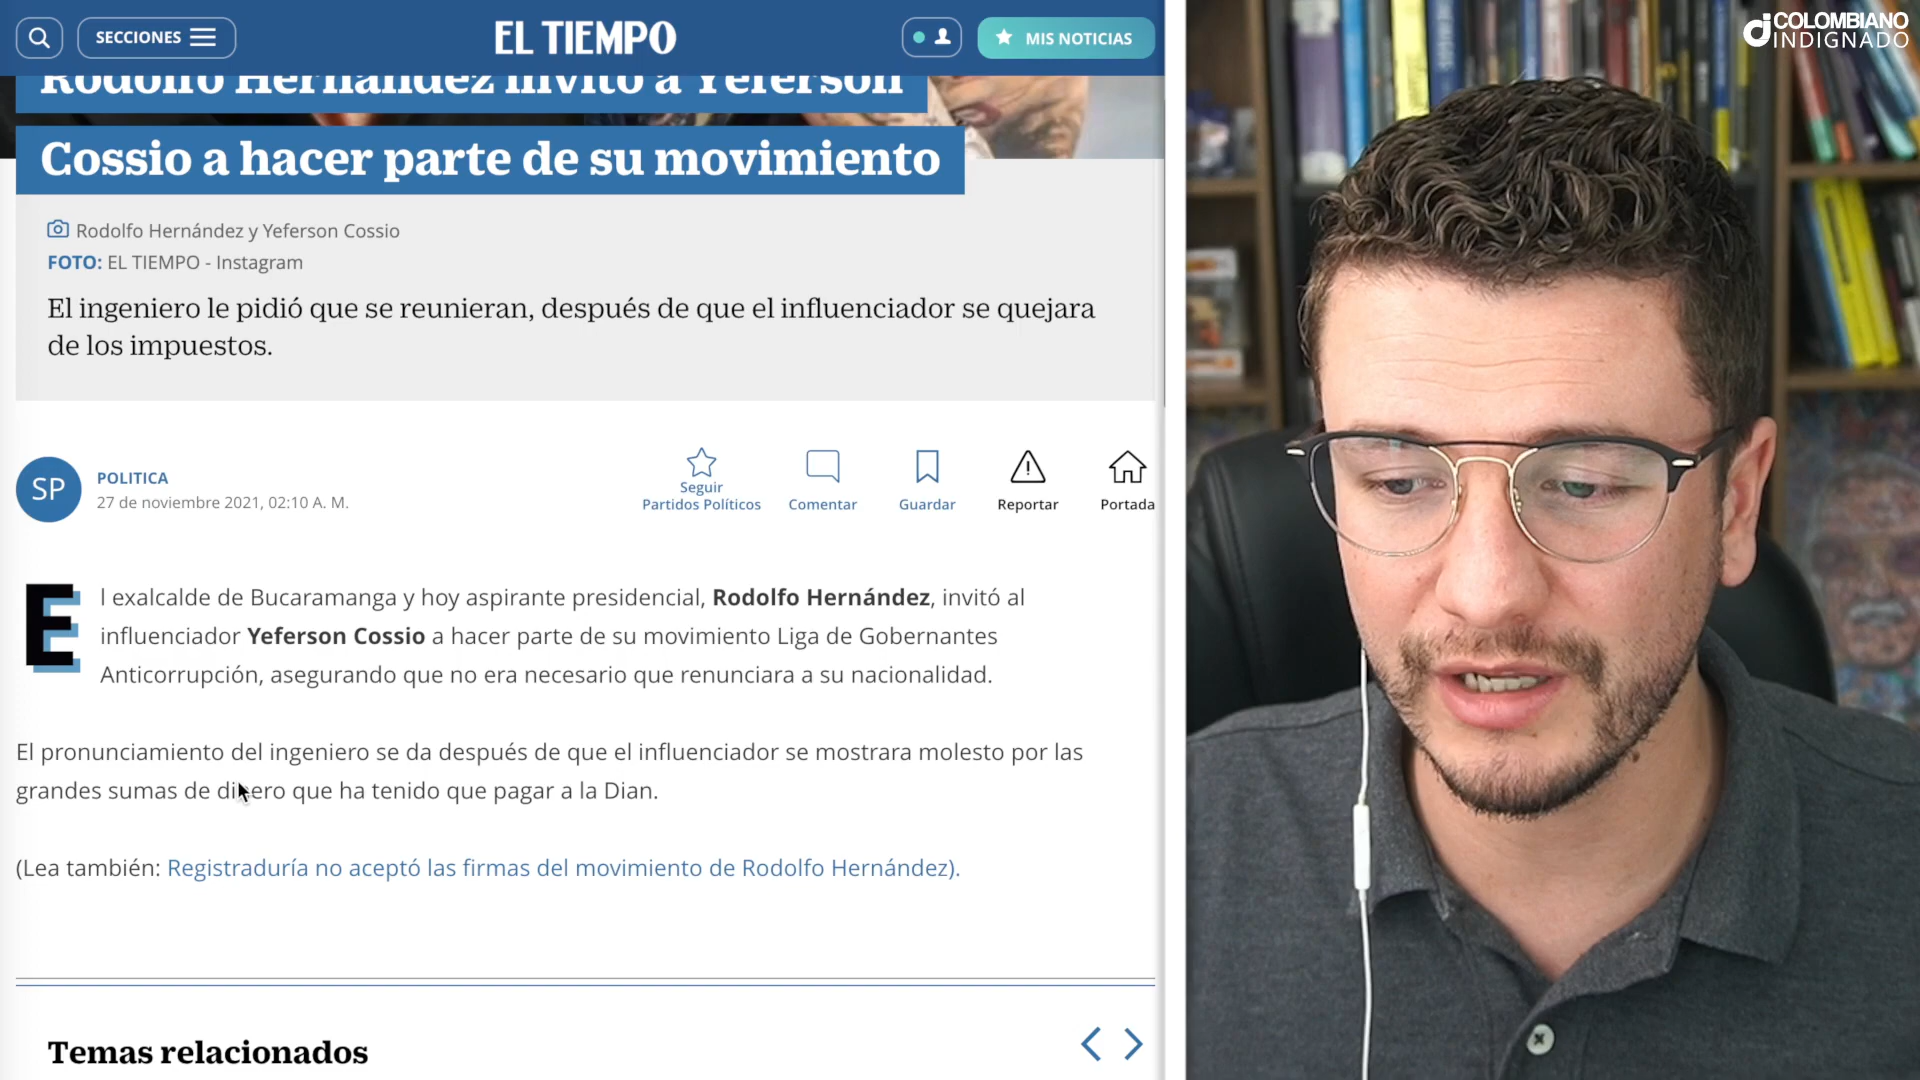 SECCIONES
EL TIEMPO
MIS NOTICIAS
COLOMBIANO
INDIGNADO
Rodolfo Hernández invitó a Yeferson
Cossio a hacer parte de su movimiento
Rodolfo Hernández y Yeferson Cossio
FOTO: EL TIEMPO - Instagram
El ingeniero le pidió que se reunieran, después de que el influenciador se quejara
de los impuestos.
SP
POLITICA
27 de noviembre 2021, 02:10 A. M.
Seguir
Partidos Políticos
Comentar
Guardar
Reportar
Portada
El exalcalde de Bucaramanga y hoy aspirante presidencial, Rodolfo Hernández, invitó al
influenciador Yeferson Cossio a hacer parte de su movimiento Liga de Gobernantes
Anticorrupción, asegurando que no era necesario que renunciara a su nacionalidad.
El pronunciamiento del ingeniero se da después de que el influenciador se mostrara molesto por las
grandes sumas de dinero que ha tenido que pagar a la Dian.
(Lea también: Registraduría no aceptó las firmas del movimiento de Rodolfo Hernández).
Temas relacionados